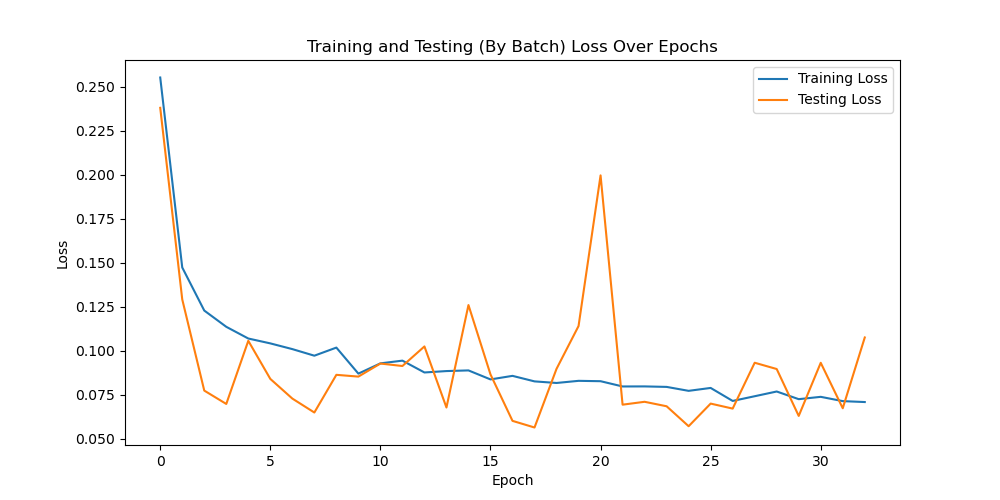 Training and Testing (By Batch) Loss Over Epochs
Training Loss
Testing Loss
0.250
0.225
0.200
0.175
0.150
0.125
0.100
0.075
0.050
Loss
0 5 10 15 20 25 30
Epoch